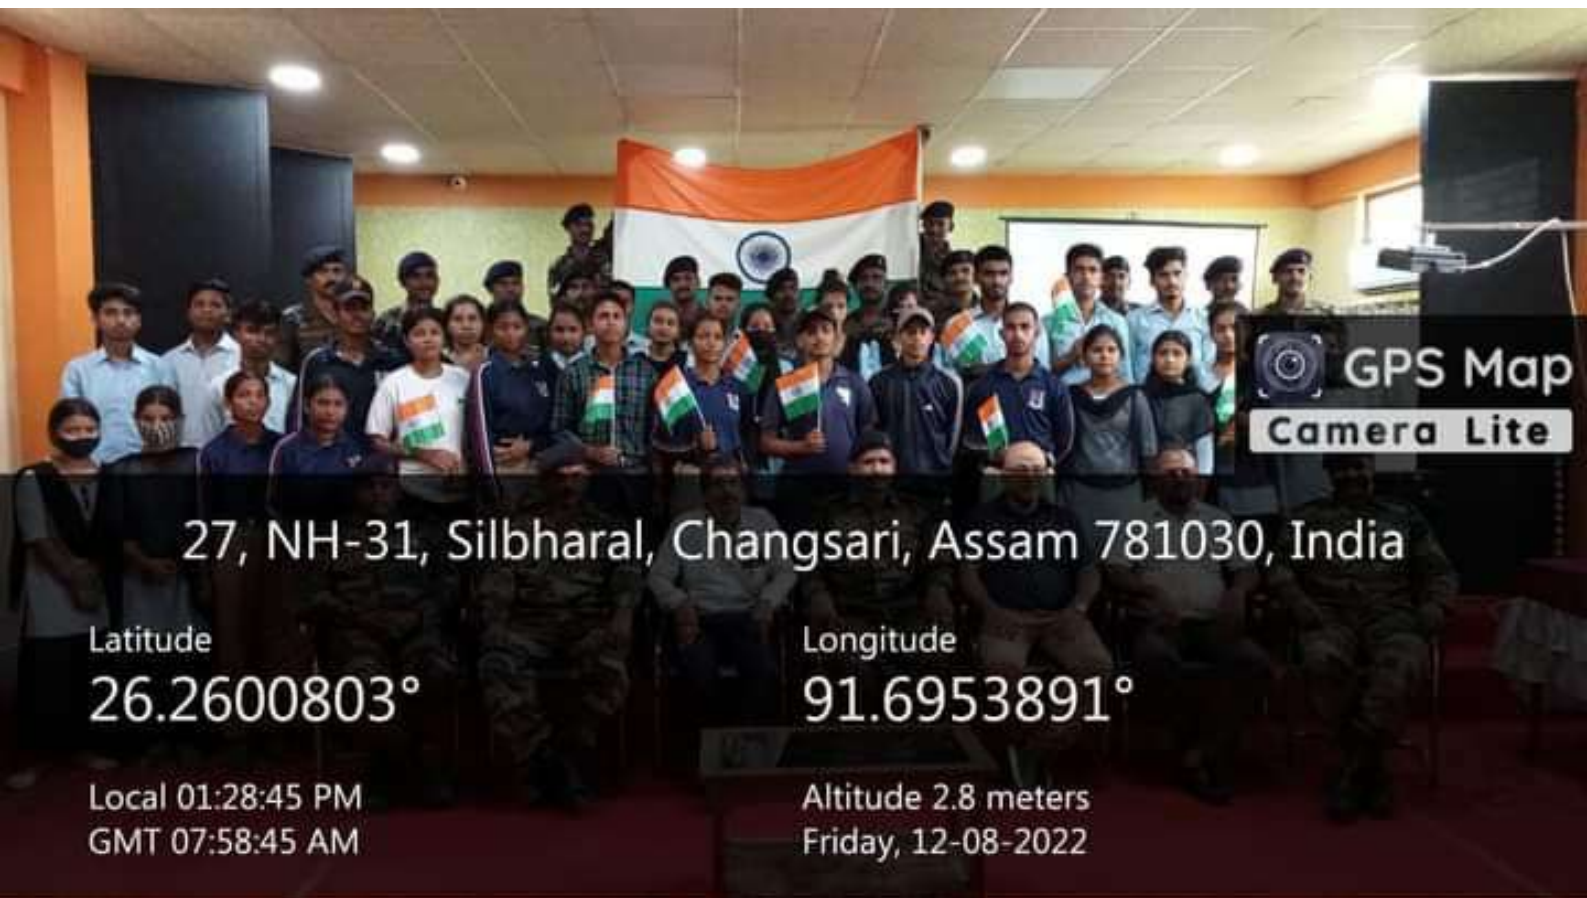 GPS Map
Camera Lite
27, NH-31, Silbharal, Changsari, Assam 781030, India
Latitude
26.2600803°
Longitude
91.6953891°
Local 01:28:45 PM
GMT 07:58:45 AM
Altitude 2.8 meters
Friday, 12-08-2022